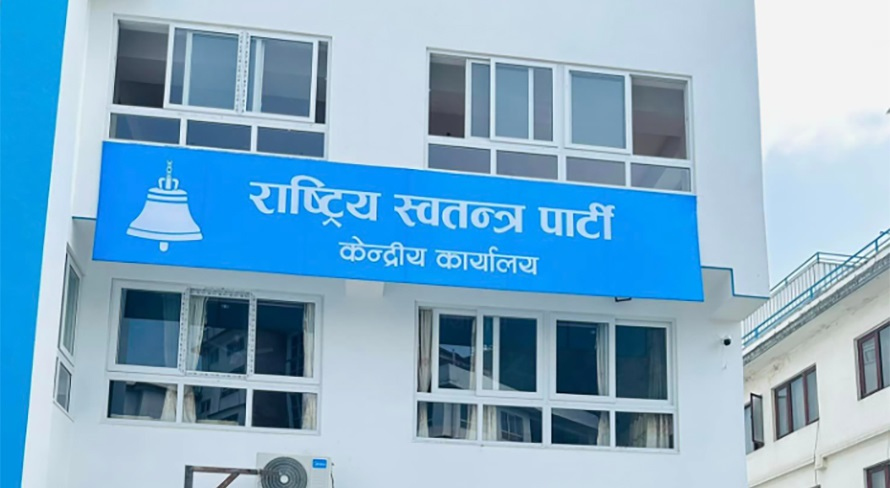 राष्ट्रिय स्वतन्त्र पार्टी
केन्द्रीय कार्यालय